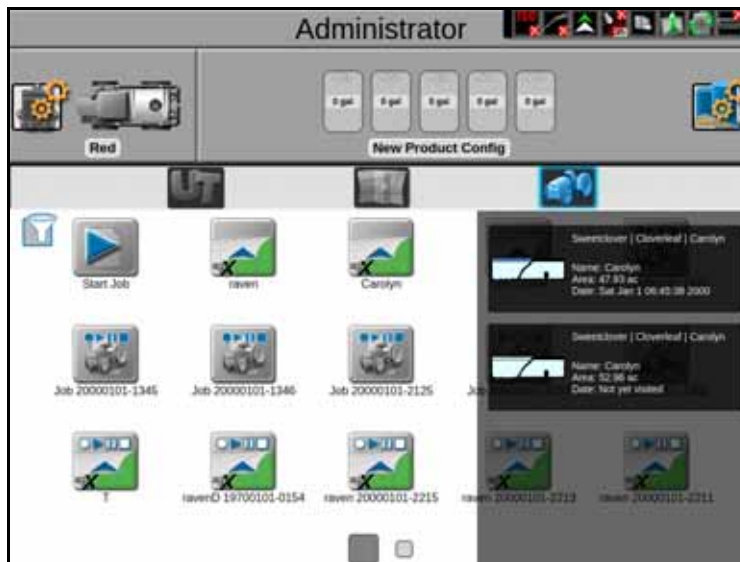 Administrator
0 gal 0 gal 0 gal 0 gal 0 gal
Red
New Product Config
UT
Start Job
raven
Carolyn
Sweetclover | Cloverleaf | Carolyn
Name: Carolyn
Area: 47.93 ac
Date: Sat Jan 1 06:45:39 2000
Job 20000101-1345
Job 20000101-1346
Job 20000101-2125
Sweetclover | Cloverleaf | Carolyn
Name: Carolyn
Area: 52.96 ac
Date: Not yet visited
T
ravenD 19700101-0154
raven 20000101-2215
raven 20000101-2213
raven 20000101-2211